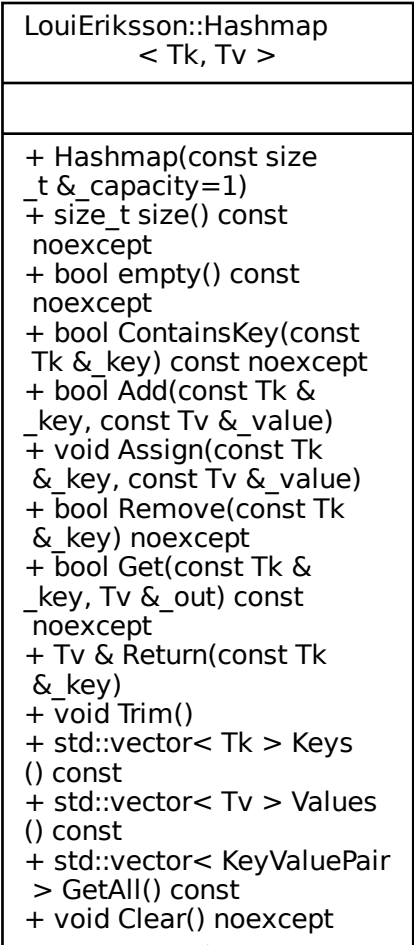 LouiEriksson::Hashmap
< Tk, Tv >
+ Hashmap(const size
_t &_capacity=1)
+ size_t size() const
noexcept
+ bool empty() const
noexcept
+ bool ContainsKey(const
Tk &_key) const noexcept
+ bool Add(const Tk &
_key, const Tv &_value)
+ void Assign(const Tk
&_key, const Tv &_value)
+ bool Remove(const Tk
&_key) noexcept
+ bool Get(const Tk &
_key, Tv &_out) const
noexcept
+ Tv & Return(const Tk
&_key)
+ void Trim()
+ std::vector< Tk > Keys
() const
+ std::vector< Tv > Values
() const
+ std::vector< KeyValuePair
> GetAll() const
+ void Clear() noexcept